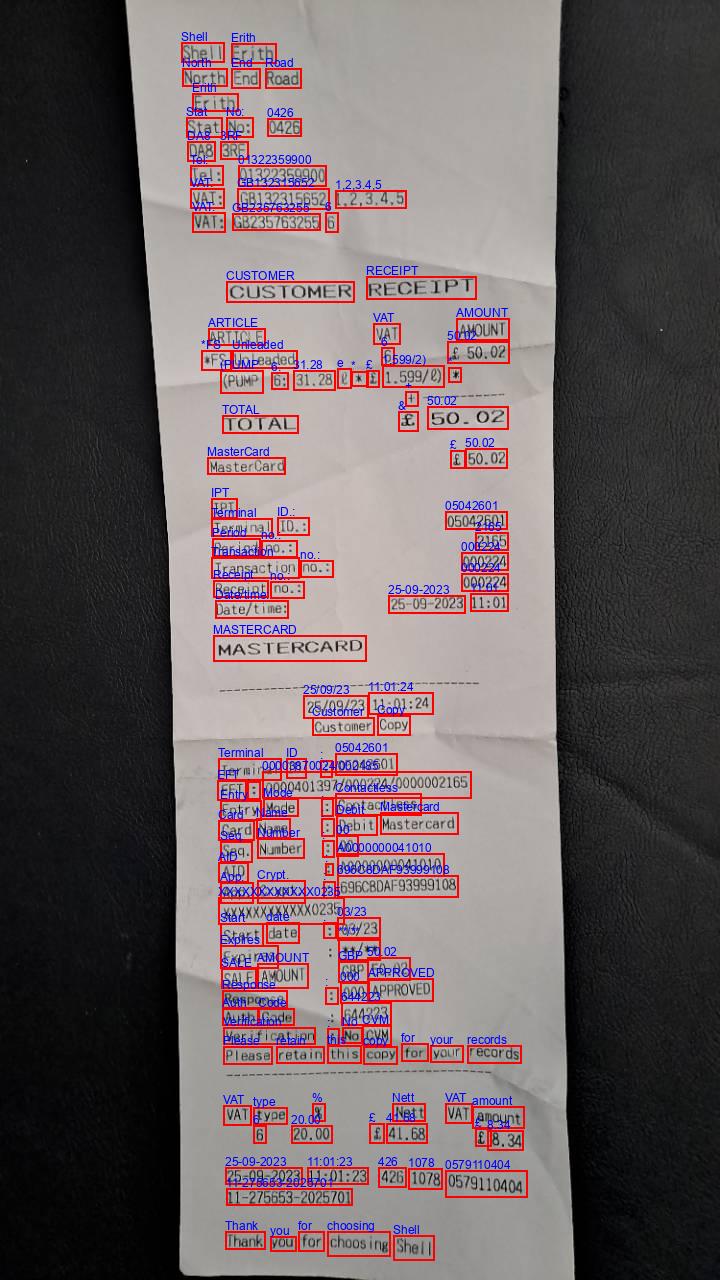 Shell Erith
North End Road
Erith
Stat No: 0426
DA8 3RF
Tel: 01322359900
VAT: GB132315652 1,2,3,4,5
VAT: GB235763255 6
CUSTOMER RECEIPT
ARTICLE VAT AMOUNT
*FS Unleaded 6 £ 50.02
(PUMP 6: 31.28 ℓ * £ 1.599/ℓ) *
TOTAL £ 50.02
MasterCard £ 50.02
IPT
Terminal ID.: 05042601
Period no.: 2165
Transaction no.: 000224
Receipt no.: 000224
Date/time: 25-09-2023 11:01
MASTERCARD
25/09/23 11:01:24
Customer Copy
Terminal ID : 05042601
EFT : 0000401397/000224/0000002165
Entry Mode : Contactless
Card Name : Debit Mastercard
Seq. Number : 00
AID : A0000000041010
App. Crypt. : 696C8DAF93999108
XXXXXXXXXXXX0235
Start date : 03/23
Expires : **/**
SALE AMOUNT GBP 50.02
Response : 000 APPROVED
Auth Code : 644223
Verification : No CVM
Please retain this copy for your records
VAT type % Nett VAT amount
6 20.00 £ 41.68 £ 8.34
25-09-2023 11:01:23 426 1078 0579110404
11-275653-2025701
Thank you for choosing Shell